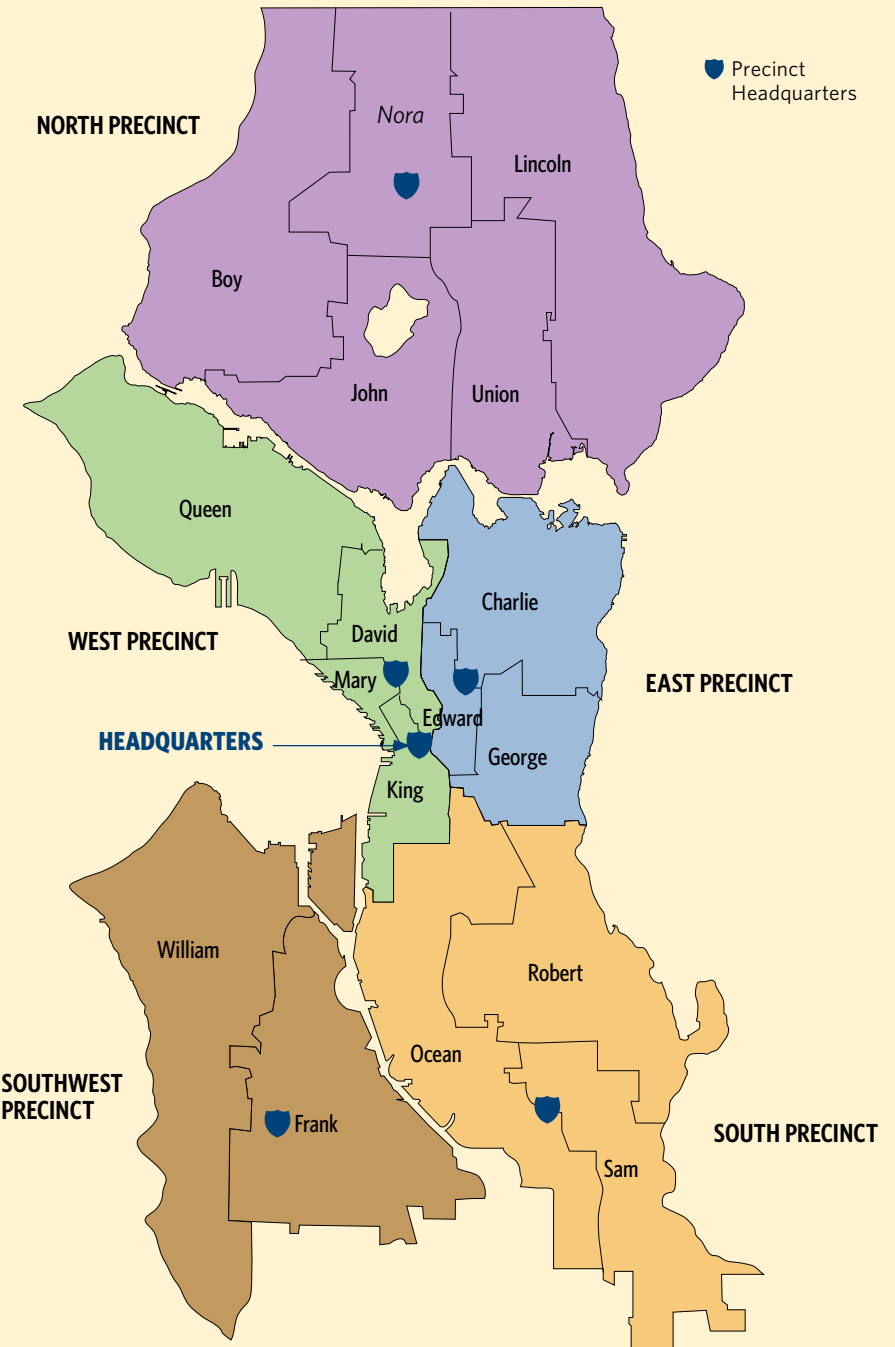 Precinct
Headquarters
NORTH PRECINCT
Nora
Lincoln
Boy
John
Union
Queen
Charlie
David
WEST PRECINCT
Mary
EAST PRECINCT
Edward
HEADQUARTERS
George
King
William
Robert
Ocean
SOUTHWEST
PRECINCT
Frank
SOUTH PRECINCT
Sam